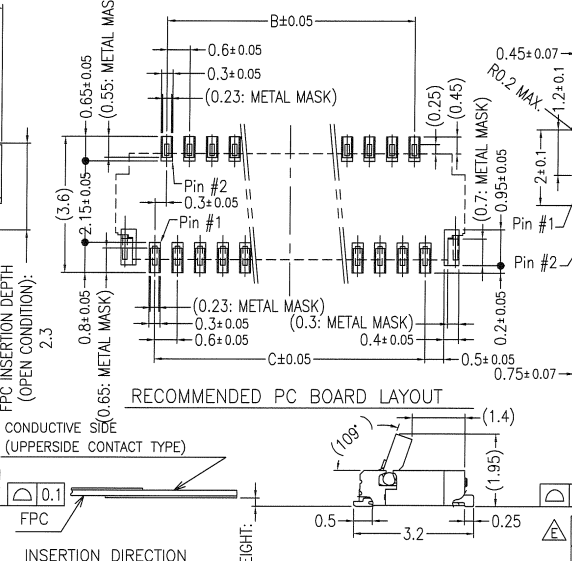 B±0.05
0.6±0.05
0.3±0.05
(0.23: METAL MASK)
0.65±0.05
(0.55: METAL MAS
(0.25)
(0.45)
0.45±0.07
R0.2 MAX.
1.2±0.1
2±0.1
(3.6)
2.15±0.05
Pin #2
0.3±0.05
Pin #1
(0.7: METAL MASK)
0.95±0.05
Pin #1
Pin #2
0.8±0.05
(0.65: METAL MASK)
(0.23: METAL MASK)
0.3±0.05
(0.3: METAL MASK)
0.6±0.05
0.4±0.05
0.2±0.05
C±0.05
0.5±0.05
0.75±0.07
FPC INSERTION DEPTH
(OPEN CONDITION):
2.3
RECOMMENDED PC BOARD LAYOUT
CONDUCTIVE SIDE
(UPPERSIDE CONTACT TYPE)
(109°)
(1.4)
(1.95)
0.1
FPC
0.5
3.2
0.25
E
INSERTION DIRECTION
EIGHT: